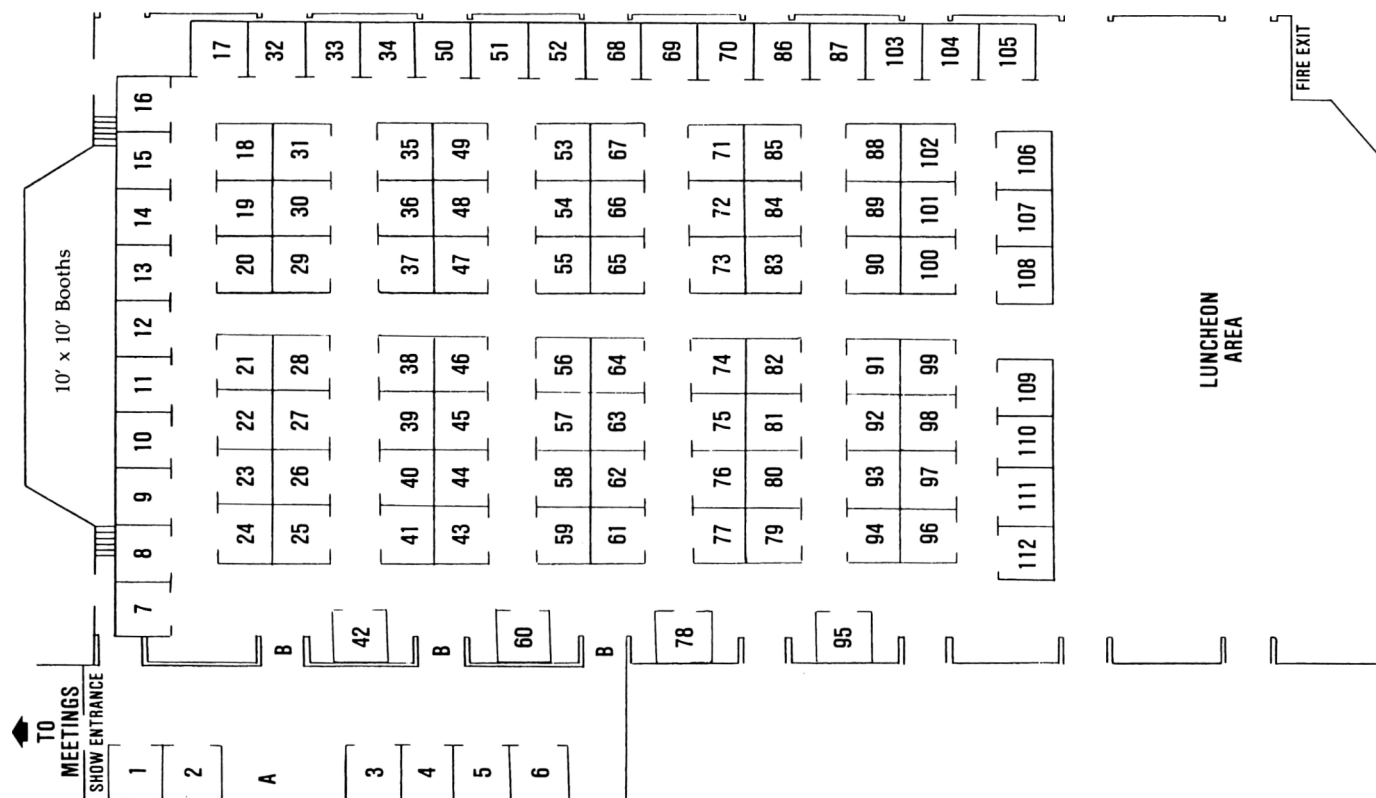 17 32 33 34 50 51 52 68 69 70 86 87 103 104 105
FIRE EXIT
16
15
14
13
12
11
10
9
8
7
10' x 10' Booths
18 31 35 49 53 67 71 85 88 102 106
19 30 36 48 54 66 72 84 89 101 107
20 29 37 47 55 65 73 83 90 100 108
21 28 38 46 56 64 74 82 91 99 109
22 27 39 45 57 63 75 81 92 98 110
23 26 40 44 58 62 76 80 93 97 111
24 25 41 43 59 61 77 79 94 96 112
LUNCHEON
AREA
B 42 B 60 B 78 95
TO
MEETINGS
SHOW ENTRANCE
1 2 A 3 4 5 6